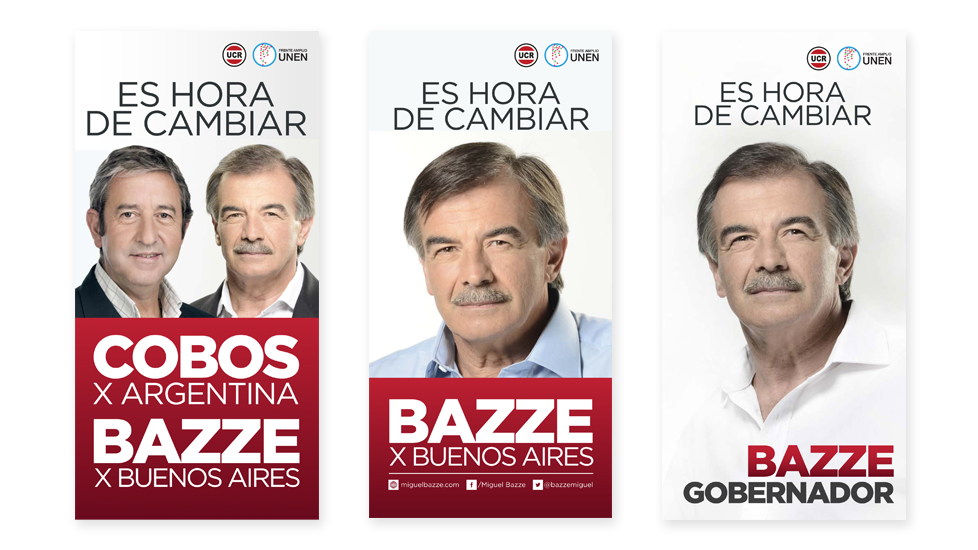 UCR
FRENTE AMPLIO
UNEN
ES HORA
DE CAMBIAR
COBOS
X ARGENTINA
BAZZE
X BUENOS AIRES
UCR
FRENTE AMPLIO
UNEN
ES HORA
DE CAMBIAR
BAZZE
X BUENOS AIRES
miguelbazze.com /Miguel Bazze @bazzemiguel
UCR
FRENTE AMPLIO
UNEN
ES HORA
DE CAMBIAR
BAZZE
GOBERNADOR